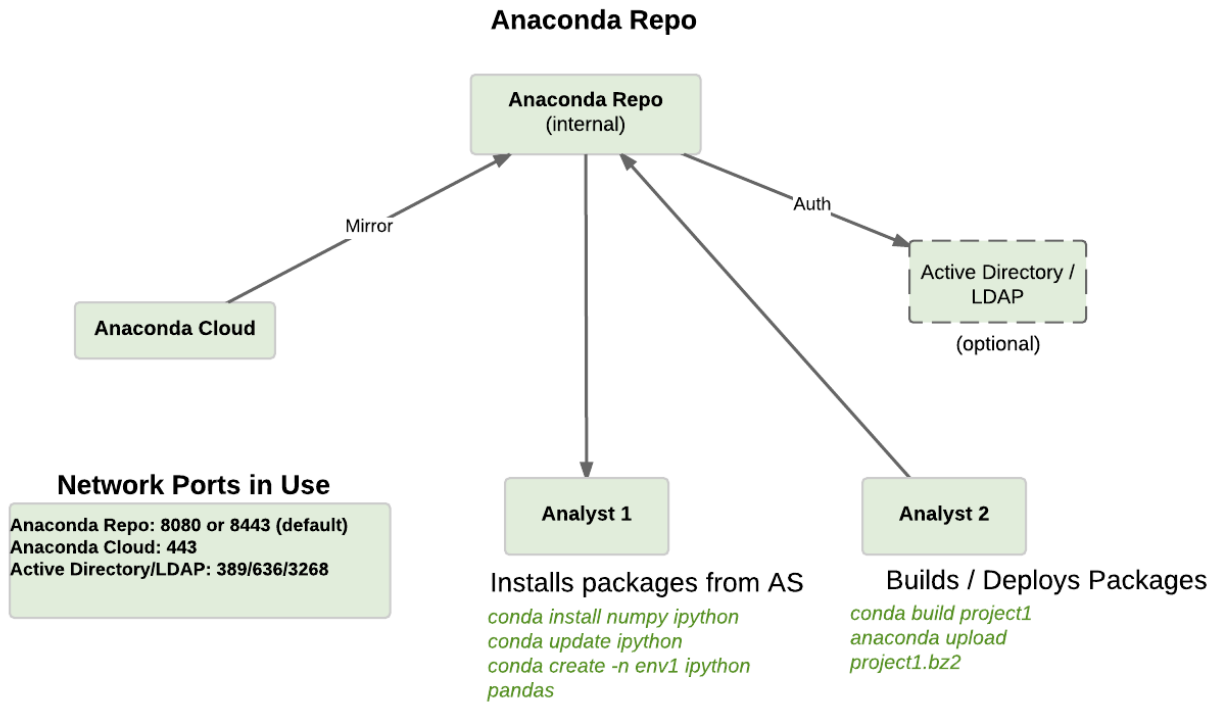 Anaconda Repo
Anaconda Repo
(internal)
Mirror
Auth
Active Directory /
LDAP
(optional)
Anaconda Cloud
Network Ports in Use
Anaconda Repo: 8080 or 8443 (default)
Anaconda Cloud: 443
Active Directory/LDAP: 389/636/3268
Analyst 1
Installs packages from AS
conda install numpy ipython
conda update ipython
conda create -n env1 ipython
pandas
Analyst 2
Builds / Deploys Packages
conda build project1
anaconda upload
project1.bz2